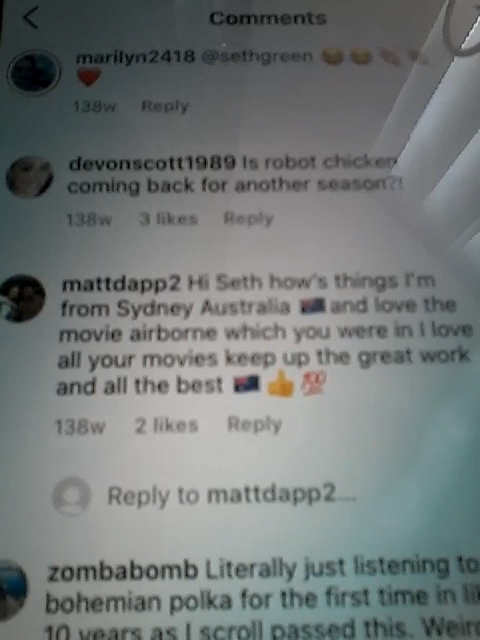 Comments
marilyn2418 @sethgreen 😂😂👏👏
❤️
138w Reply
devonscott1989 Is robot chicken
coming back for another season?!
138w 3 likes Reply
mattdapp2 Hi Seth how's things I'm
from Sydney Australia 🇦🇺 and love the
movie airborne which you were in I love
all your movies keep up the great work
and all the best 🇦🇺 👍 💯
138w 2 likes Reply
Reply to mattdapp2...
zombabomb Literally just listening to
bohemian polka for the first time in li
10 years as I scroll passed this. Weir